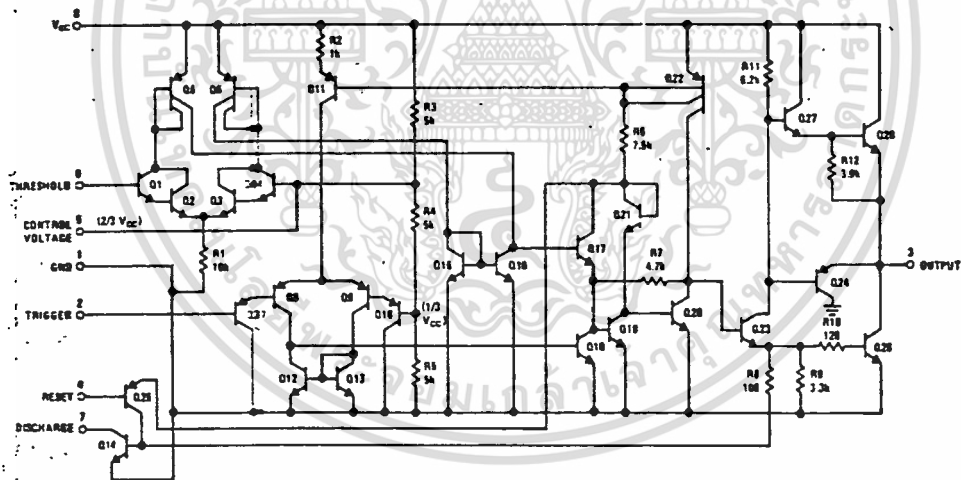 Vcc 8
R2
1k
Q5
Q6
Q11
R3
5k
Q22
R11
6.2k
Q27
Q28
R6
7.5k
R12
3.9k
THRESHOLD 6
Q1
Q2
Q3
CONTROL VOLTAGE 5 (2/3 Vcc)
R4
5k
Q21
GND 1
R1
10k
Q15
Q16
Q17
R7
4.7k
3 OUTPUT
Q24
TRIGGER 2
Q8
Q9
Q10
(1/3 Vcc)
Q18
Q19
Q20
Q23
R10
120
Q26
Q12
Q13
R5
5k
R8
100
R9
3.3k
RESET 4
Q25
DISCHARGE 7
Q14